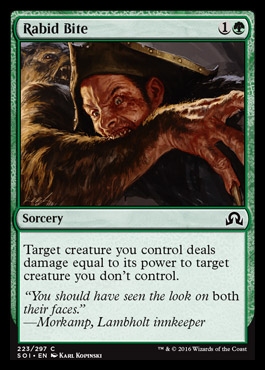 Rabid Bite 1
Sorcery
Target creature you control deals
damage equal to its power to target
creature you don't control.
"You should have seen the look on both
their faces."
—Morkamp, Lambholt innkeeper
223/297 C
SOI • EN Karl Kopinski ™ & © 2016 Wizards of the Coast